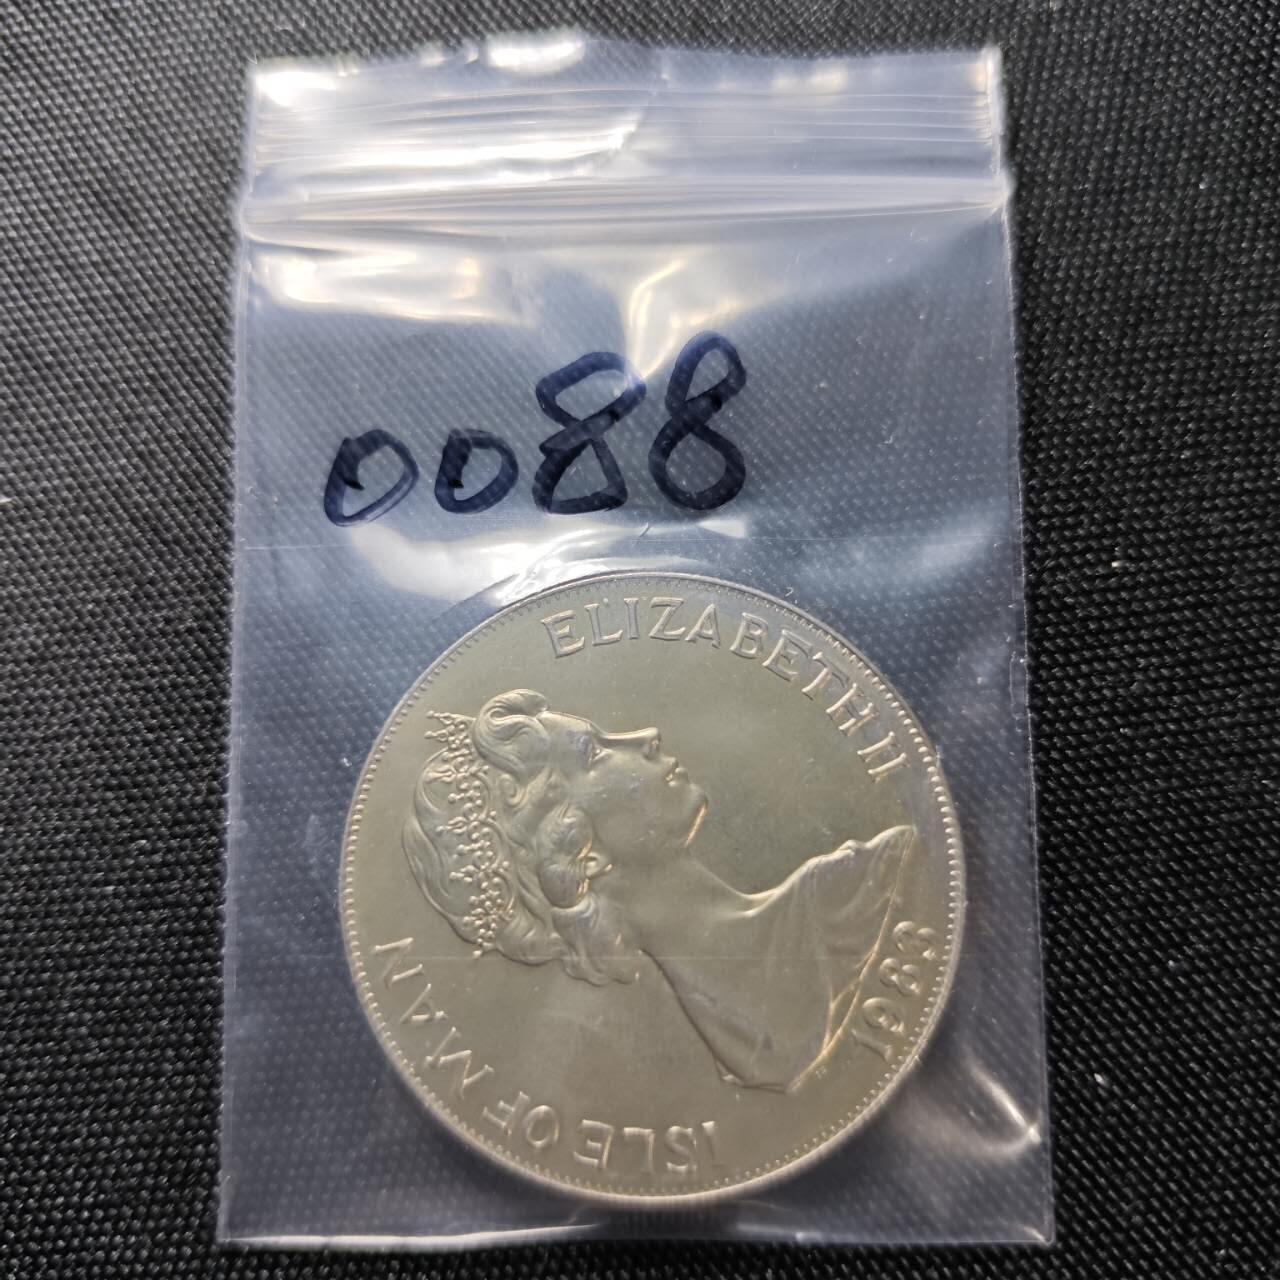 0088
ISLE OF MAN
ELIZABETH II
1983